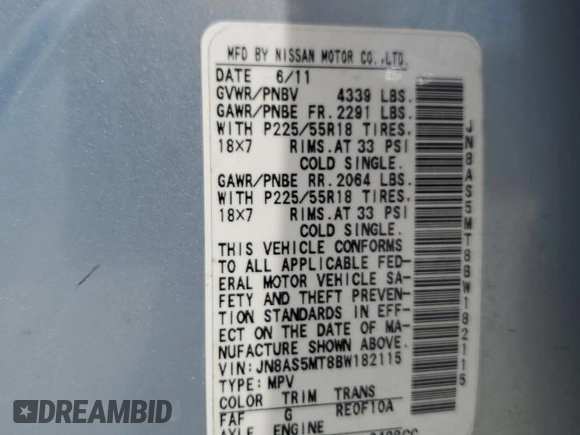 MFD BY NISSAN MOTOR CO.,LTD.
DATE 6/11
GVWR/PNBV 4339 LBS.
GAWR/PNBE FR. 2291 LBS.
WITH P225/55R18 TIRES.
18X7 RIMS.AT 33 PSI
COLD SINGLE.
GAWR/PNBE RR. 2064 LBS.
WITH P225/55R18 TIRES.
18X7 RIMS.AT 33 PSI
COLD SINGLE.
THIS VEHICLE CONFORMS
TO ALL APPLICABLE FED-
ERAL MOTOR VEHICLE SA-
FETY AND THEFT PREVEN-
TION STANDARDS IN EFF-
ECT ON THE DATE OF MA-
NUFACTURE SHOWN ABOVE.
VIN: JN8AS5MT8BW182115
TYPE: MPV
COLOR TRIM TRANS
FAF G RE0F10A
AXLE ENGINE
JN8AS5MT8BW182115
DREAMBID